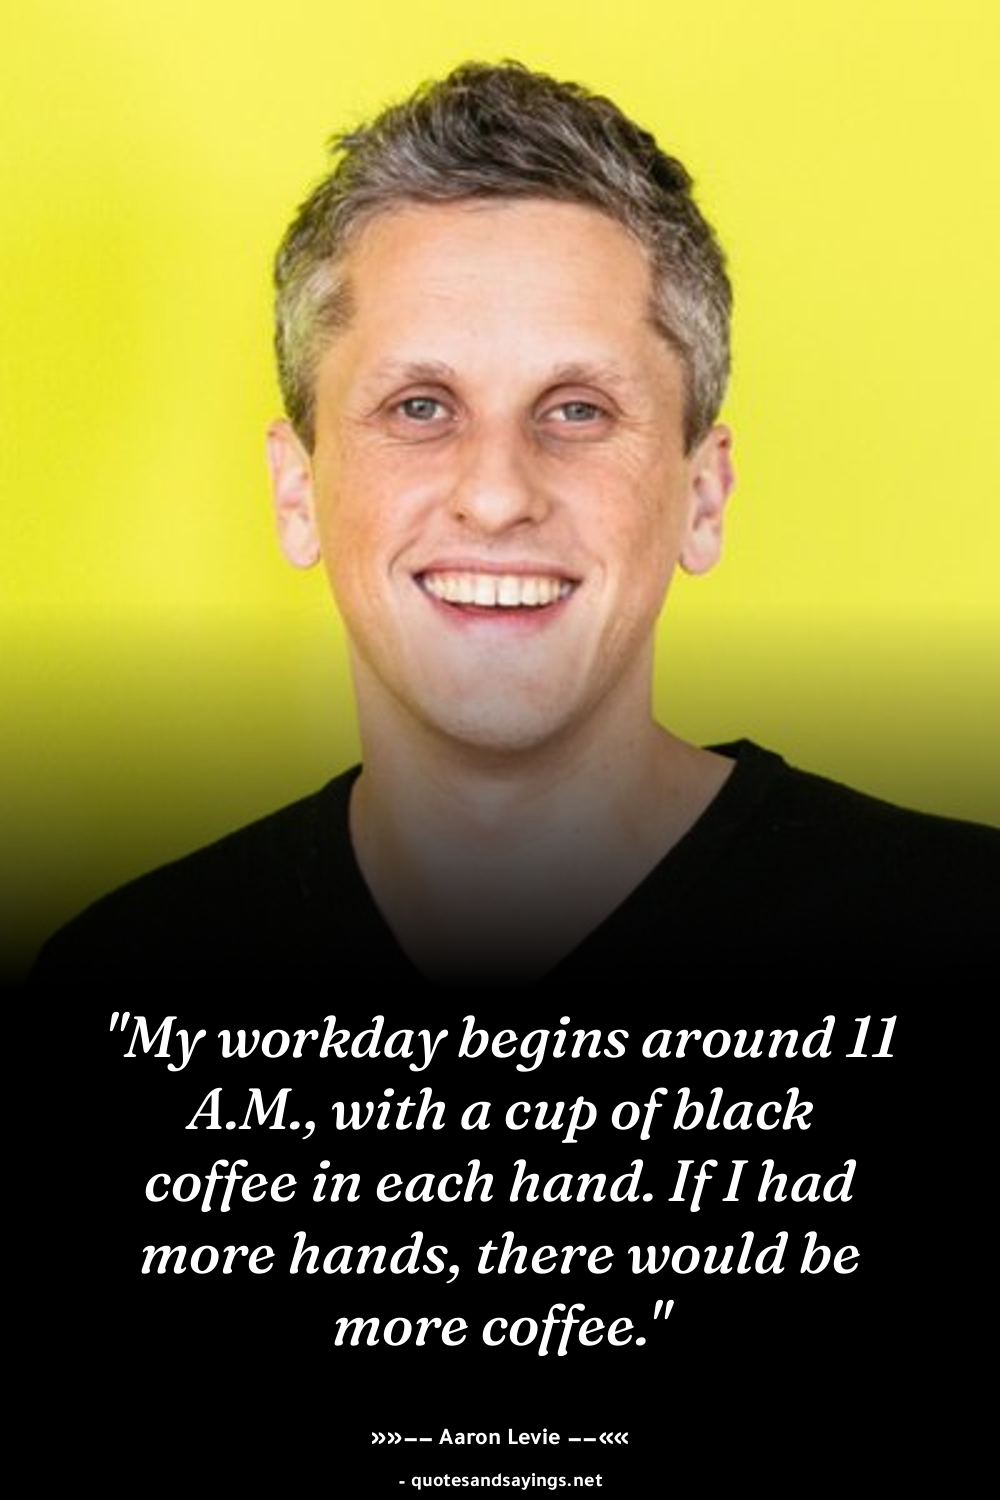 "My workday begins around 11
A.M., with a cup of black
coffee in each hand. If I had
more hands, there would be
more coffee."
»»–– Aaron Levie ––««
- quotesandsayings.net